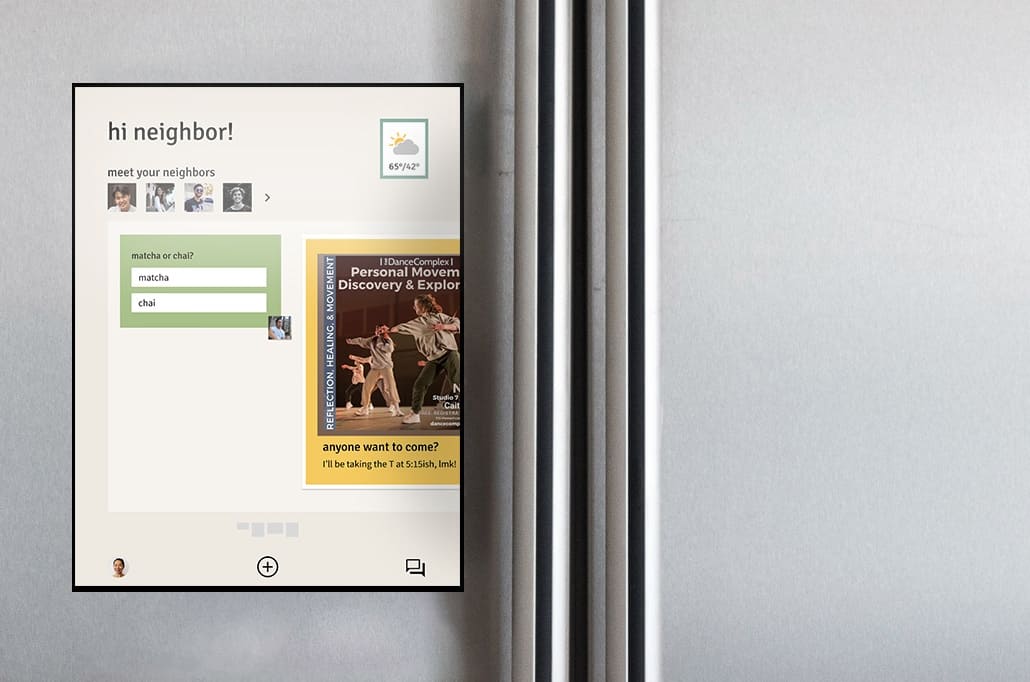 hi neighbor!
65°/42°
meet your neighbors
matcha or chai?
matcha
chai
DanceComplex
Personal Movem
Discovery & Explor
REFLECTION, HEALING, & MOVEMENT
N
Studio 7
Cait
dancecomp
anyone want to come?
I'll be taking the T at 5:15ish, lmk!